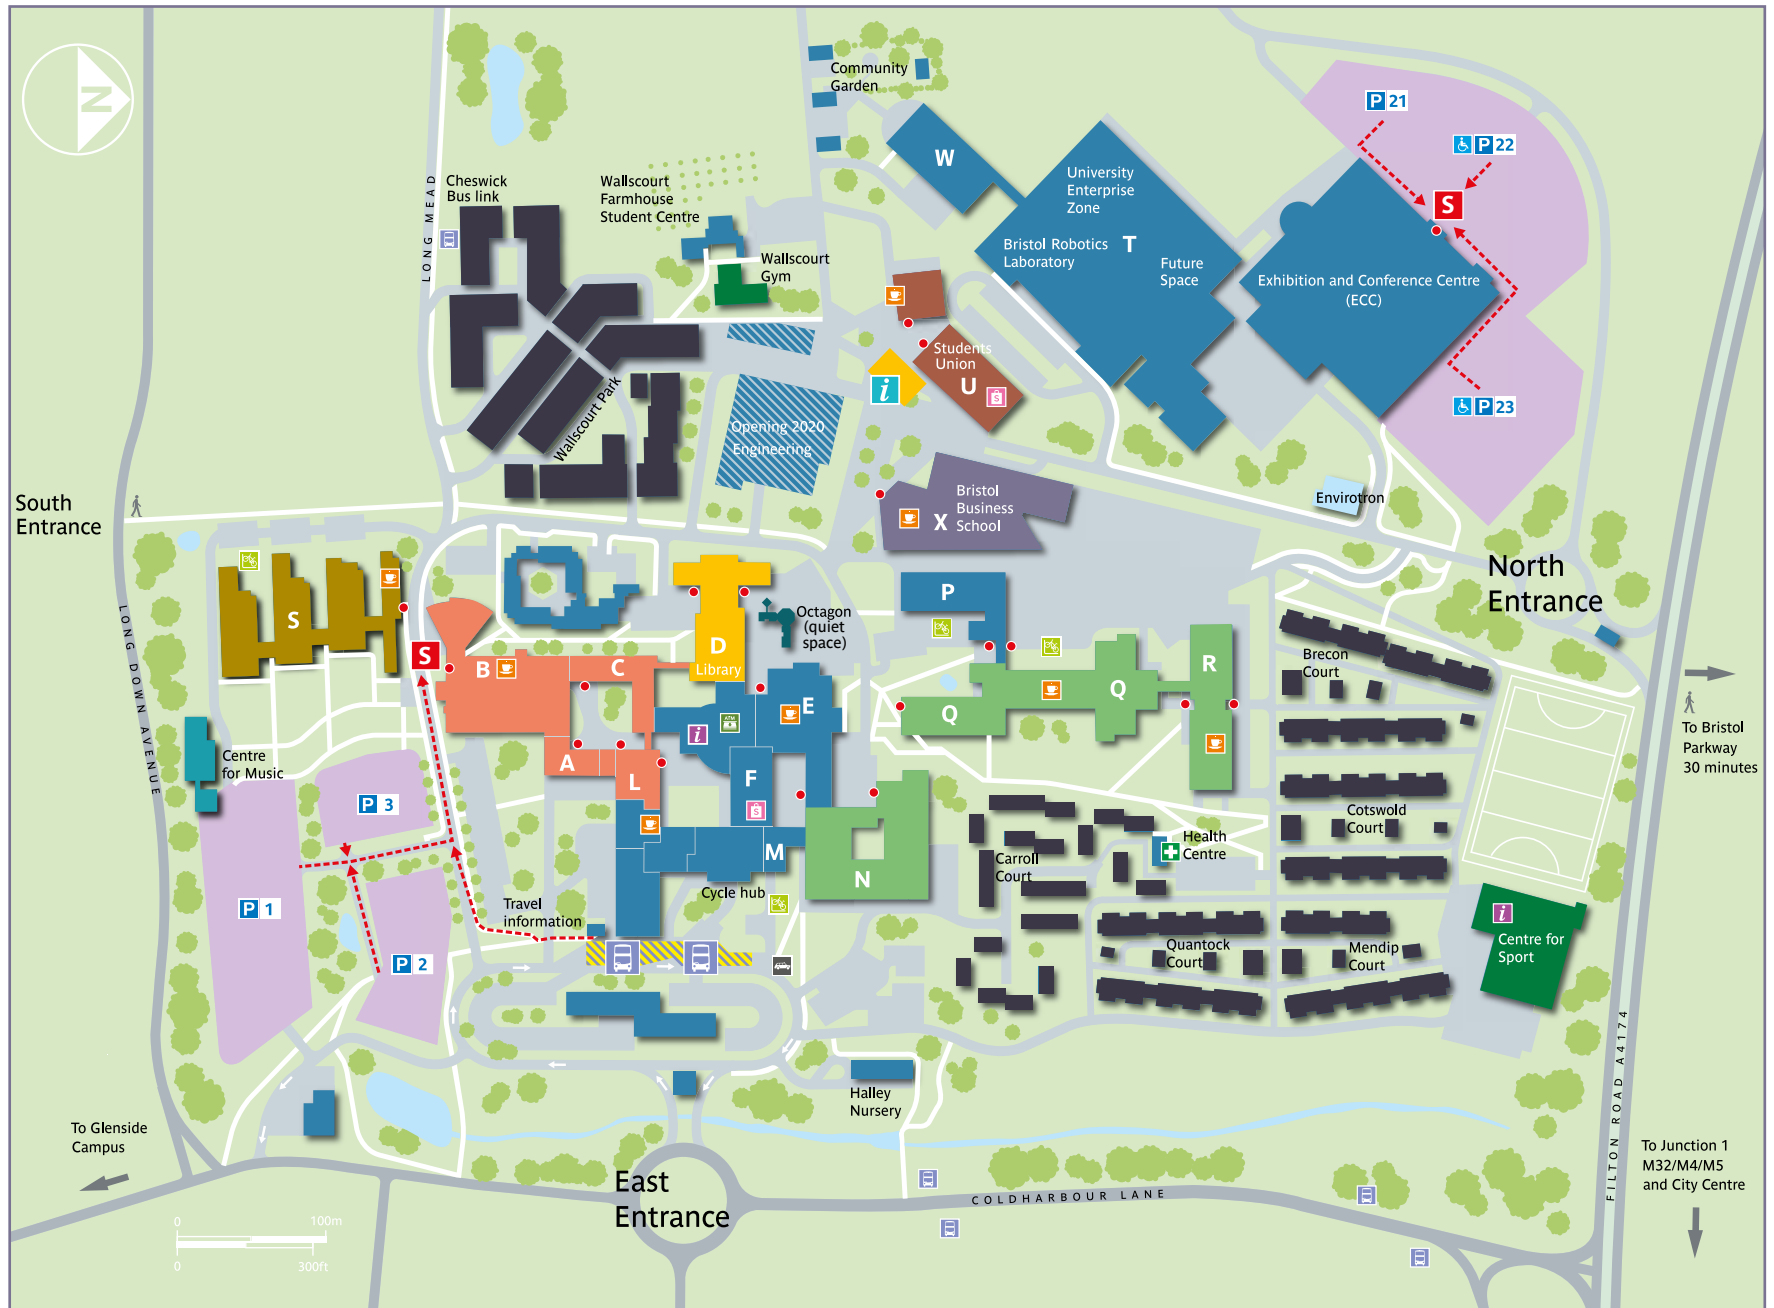 N
Community
Garden
P 21
P 22
S
W
University
Enterprise
Zone
Bristol Robotics
Laboratory
T
Future
Space
Exhibition and Conference Centre
(ECC)
P 23
LONG MEAD
Cheswick
Bus link
Wallscourt
Farmhouse
Student Centre
Wallscourt
Gym
Students
Union
U
S
i
Wallscourt Park
Opening 2020
Engineering
Bristol
Business
School
X
Envirotron
South
Entrance
North
Entrance
LONG DOWN AVENUE
S
S
B
C
D
Library
Octagon
(quiet
space)
P
Q
Q
R
Brecon
Court
To Bristol
Parkway
30 minutes
Centre
for Music
A
L
i
ATM
E
F
S
M
N
P 3
P 1
P 2
Travel
information
Cycle hub
Carroll
Court
Health
Centre
Cotswold
Court
Quantock
Court
Mendip
Court
i
Centre for
Sport
Halley
Nursery
To Glenside
Campus
East
Entrance
COLDHARBOUR LANE
FILTON ROAD A4174
To Junction 1
M32/M4/M5
and City Centre
0 100m
0 300ft